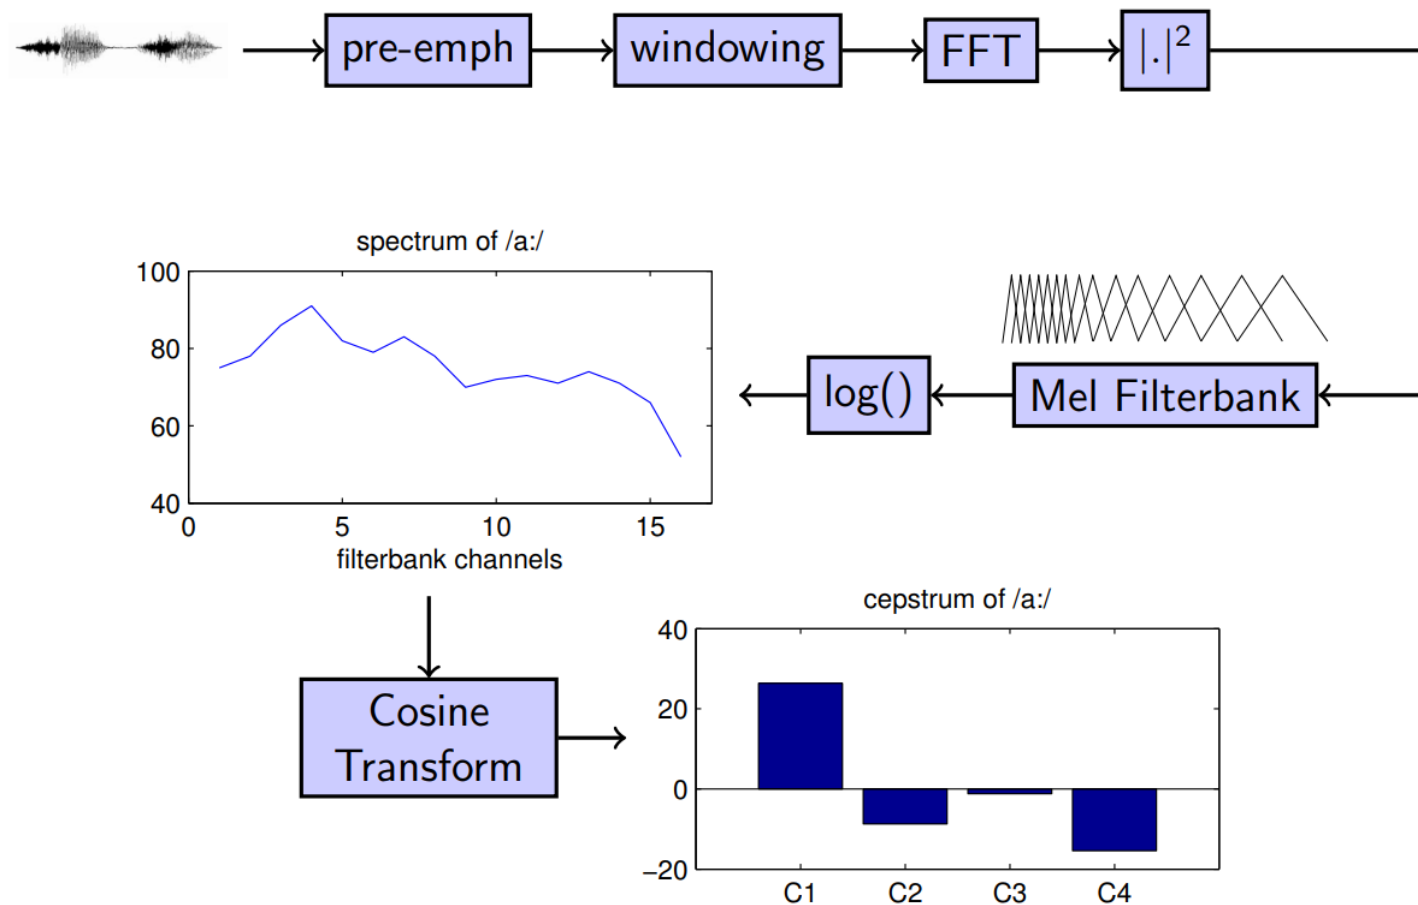 pre-emph
windowing
FFT
|.|²
spectrum of /a:/
100
80
60
40
0 5 10 15
filterbank channels
log()
Mel Filterbank
Cosine
Transform
cepstrum of /a:/
40
20
0
−20
C1 C2 C3 C4